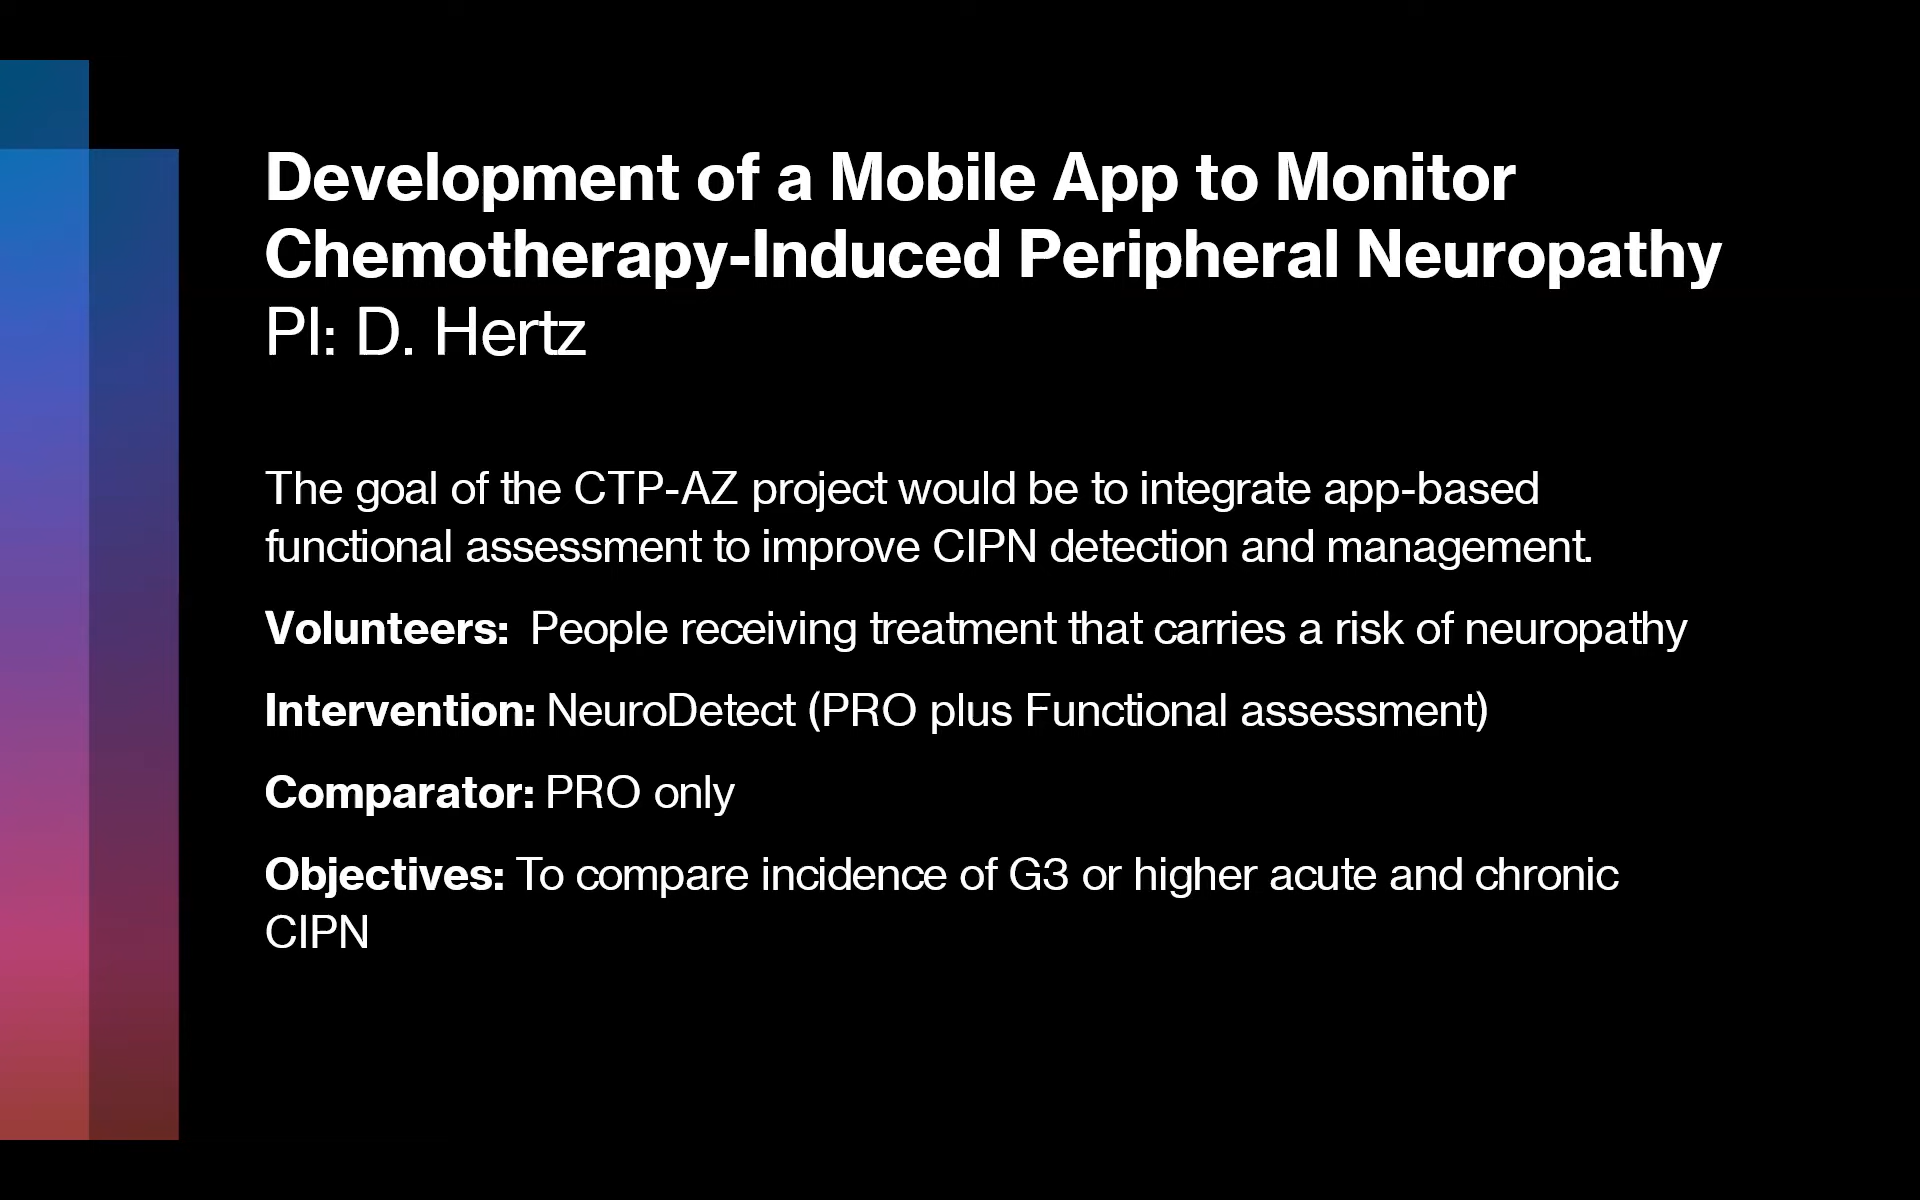 Development of a Mobile App to Monitor
Chemotherapy-Induced Peripheral Neuropathy
PI: D. Hertz
The goal of the CTP-AZ project would be to integrate app-based
functional assessment to improve CIPN detection and management.
Volunteers: People receiving treatment that carries a risk of neuropathy
Intervention: NeuroDetect (PRO plus Functional assessment)
Comparator: PRO only
Objectives: To compare incidence of G3 or higher acute and chronic
CIPN